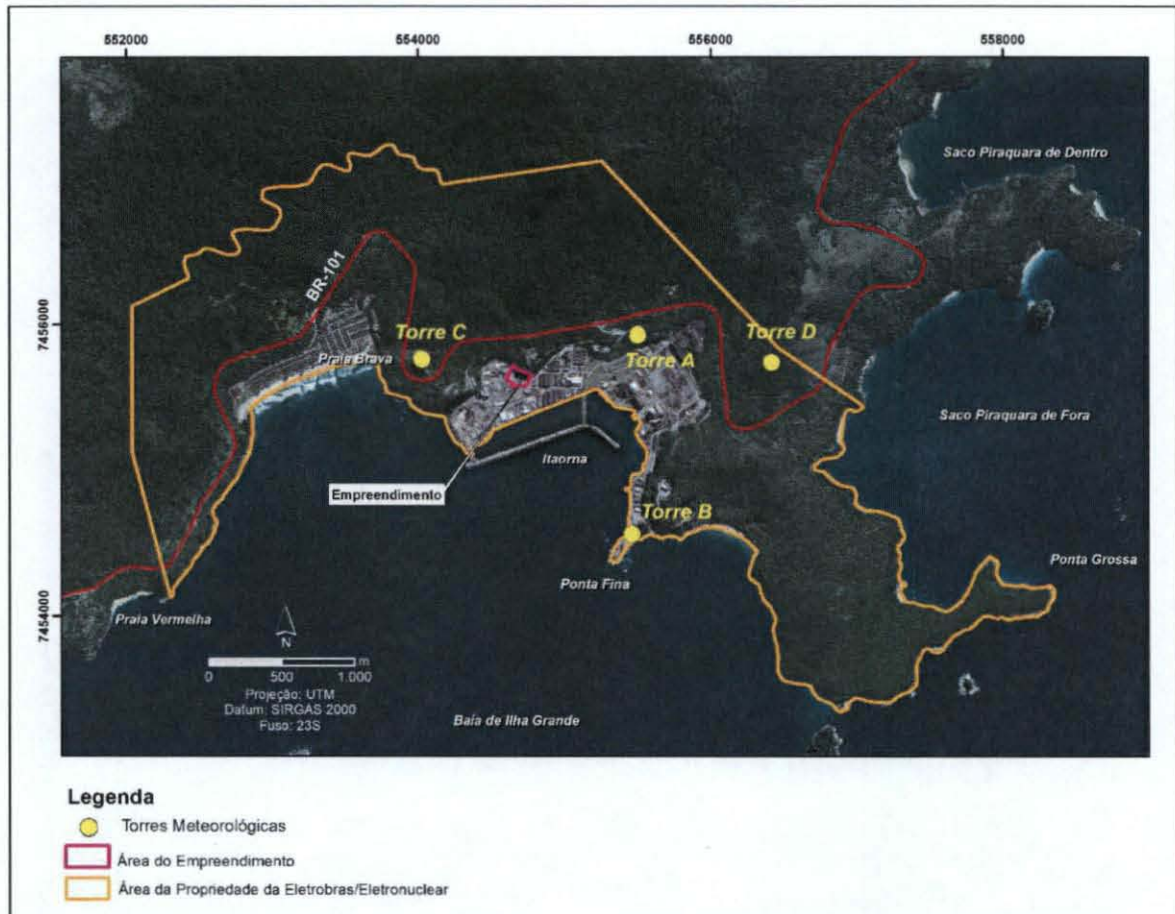 552000
554000
556000
558000
Saco Piraquara de Dentro
BR-101
7456000
Torre C
Torre A
Torre D
Praia Brava
Saco Piraquara de Fora
Itaorna
Empreendimento
Torre B
Ponta Fina
Ponta Grossa
7454000
Praia Vermelha
N
m
0 500 1.000
Projeção: UTM
Datum: SIRGAS 2000
Fuso: 23S
Baía de Ilha Grande
Legenda
Torres Meteorológicas
Área do Empreendimento
Área da Propriedade da Eletrobras/Eletronuclear